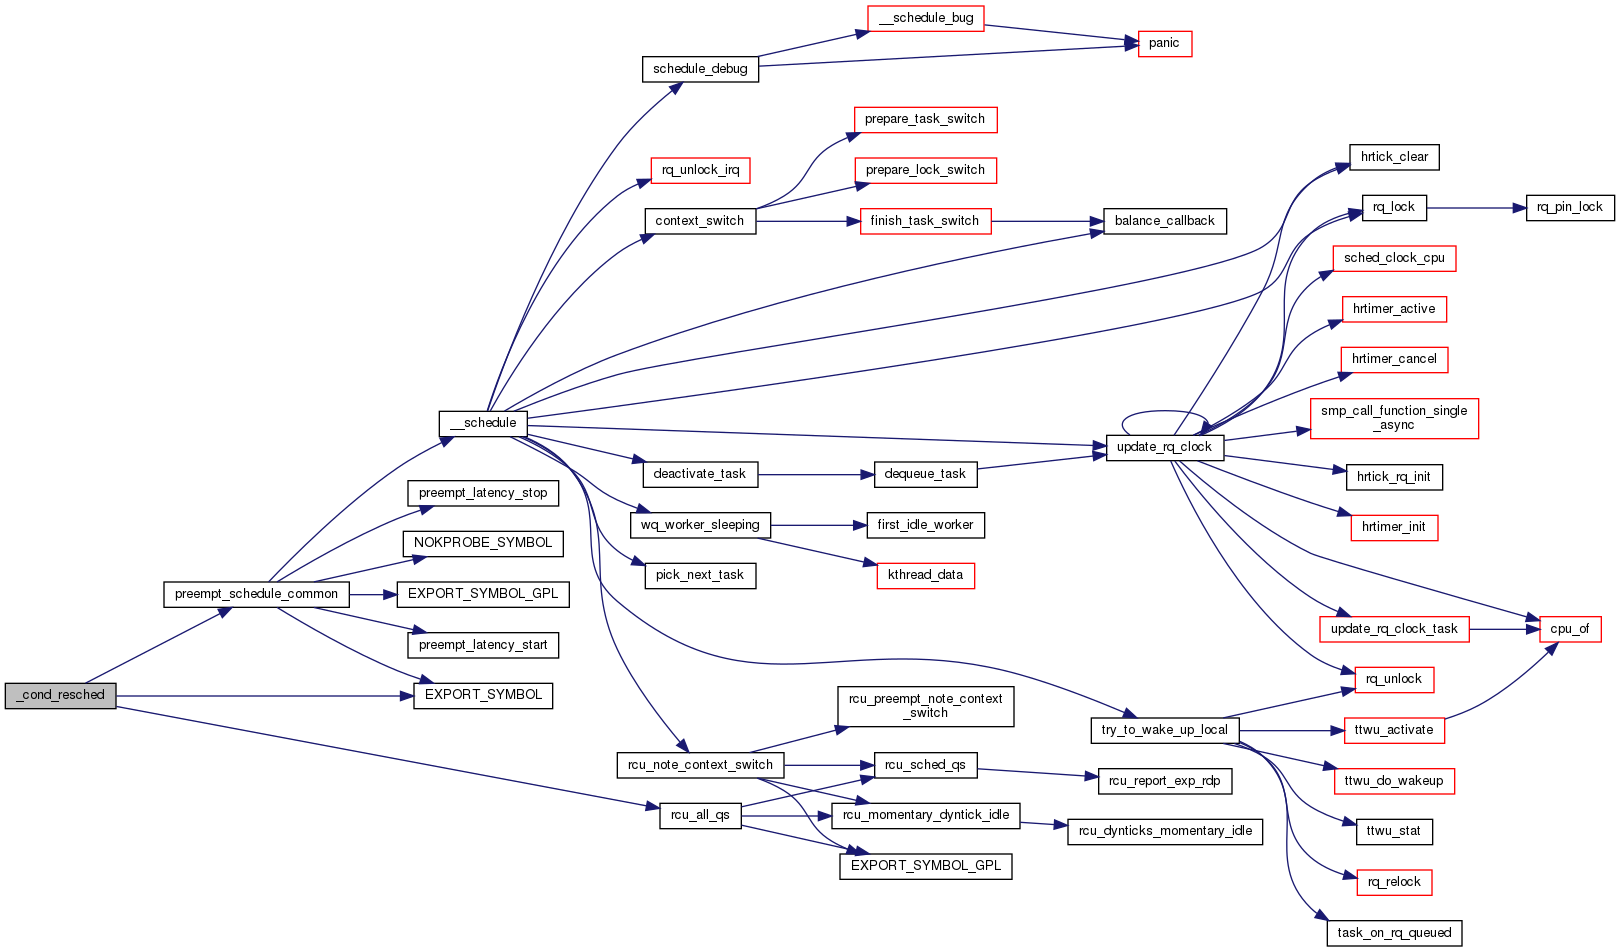 __schedule_bug
panic
schedule_debug
prepare_task_switch
hrtick_clear
rq_unlock_irq
prepare_lock_switch
rq_lock
rq_pin_lock
context_switch
finish_task_switch
balance_callback
sched_clock_cpu
hrtimer_active
hrtimer_cancel
smp_call_function_single
_async
__schedule
update_rq_clock
deactivate_task
dequeue_task
hrtick_rq_init
preempt_latency_stop
wq_worker_sleeping
first_idle_worker
hrtimer_init
NOKPROBE_SYMBOL
pick_next_task
kthread_data
preempt_schedule_common
EXPORT_SYMBOL_GPL
update_rq_clock_task
cpu_of
preempt_latency_start
rq_unlock
_cond_resched
EXPORT_SYMBOL
rcu_preempt_note_context
_switch
try_to_wake_up_local
ttwu_activate
rcu_note_context_switch
rcu_sched_qs
rcu_report_exp_rdp
ttwu_do_wakeup
rcu_all_qs
rcu_momentary_dyntick_idle
rcu_dynticks_momentary_idle
ttwu_stat
EXPORT_SYMBOL_GPL
rq_relock
task_on_rq_queued